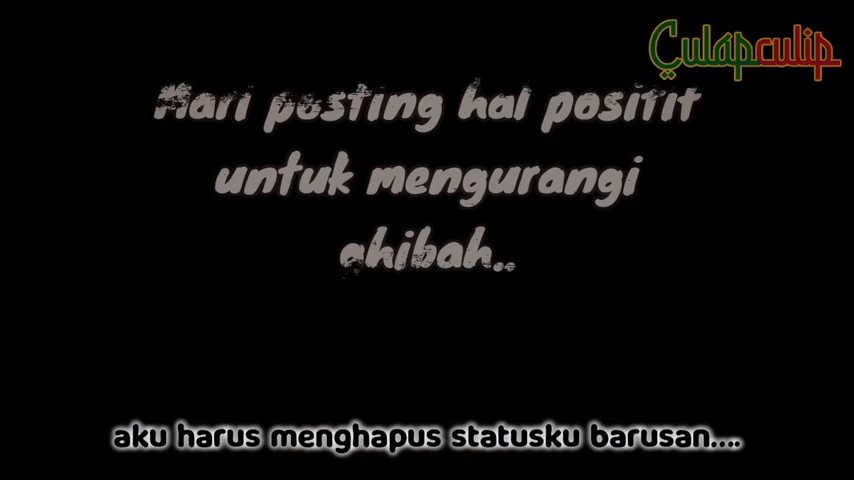 Culapculip
Mari posting hal positif
untuk mengurangi
ghibah..
aku harus menghapus statusku barusan....